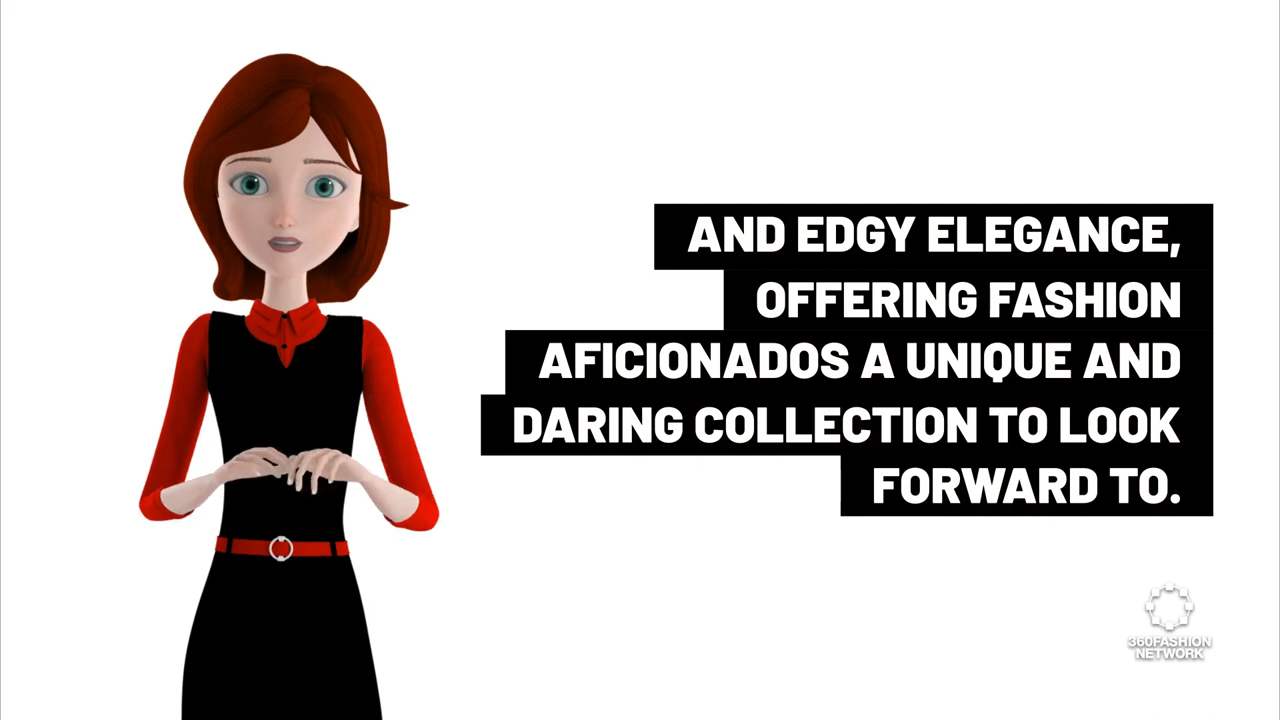 AND EDGY ELEGANCE,
OFFERING FASHION
AFICIONADOS A UNIQUE AND
DARING COLLECTION TO LOOK
FORWARD TO.
360FASHION
NETWORK